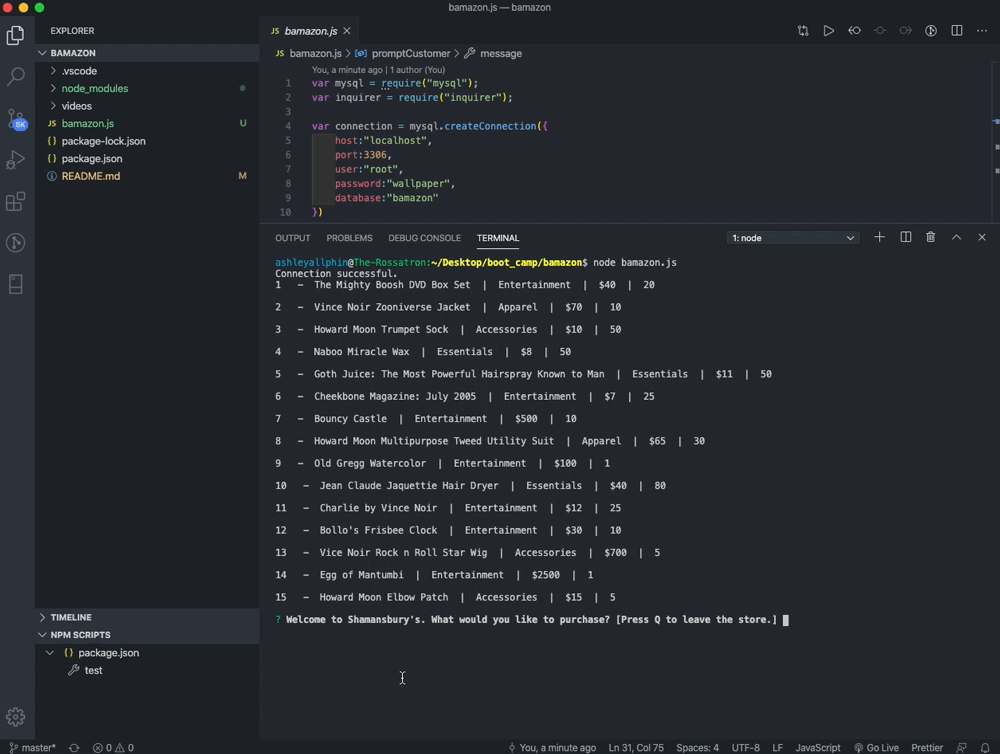 bamazon.js — bamazon
EXPLORER
BAMAZON
.vscode
node_modules
videos
JS bamazon.js U
{} package-lock.json
{} package.json
README.md M
TIMELINE
NPM SCRIPTS
{} package.json
test
5K
JS bamazon.js
JS bamazon.js > promptCustomer > message
You, a minute ago | 1 author (You)
1 var mysql = require("mysql");
2 var inquirer = require("inquirer");
3
4 var connection = mysql.createConnection({
5 host:"localhost",
6 port:3306,
7 user:"root",
8 password:"wallpaper",
9 database:"bamazon"
10 })
OUTPUT PROBLEMS DEBUG CONSOLE TERMINAL 1: node
ashleyallphin@The-Rossatron:~/Desktop/boot_camp/bamazon$ node bamazon.js
Connection successful.
1 – The Mighty Boosh DVD Box Set | Entertainment | $40 | 20
2 – Vince Noir Zooniverse Jacket | Apparel | $70 | 10
3 – Howard Moon Trumpet Sock | Accessories | $10 | 50
4 – Naboo Miracle Wax | Essentials | $8 | 50
5 – Goth Juice: The Most Powerful Hairspray Known to Man | Essentials | $11 | 50
6 – Cheekbone Magazine: July 2005 | Entertainment | $7 | 25
7 – Bouncy Castle | Entertainment | $500 | 10
8 – Howard Moon Multipurpose Tweed Utility Suit | Apparel | $65 | 30
9 – Old Gregg Watercolor | Entertainment | $100 | 1
10 – Jean Claude Jaquettie Hair Dryer | Essentials | $40 | 80
11 – Charlie by Vince Noir | Entertainment | $12 | 25
12 – Bollo's Frisbee Clock | Entertainment | $30 | 10
13 – Vice Noir Rock n Roll Star Wig | Accessories | $700 | 5
14 – Egg of Mantumbi | Entertainment | $2500 | 1
15 – Howard Moon Elbow Patch | Accessories | $15 | 5
? Welcome to Shamansbury's. What would you like to purchase? [Press Q to leave the store.]
master* 0 0 You, a minute ago Ln 31, Col 75 Spaces: 4 UTF-8 LF JavaScript Go Live Prettier